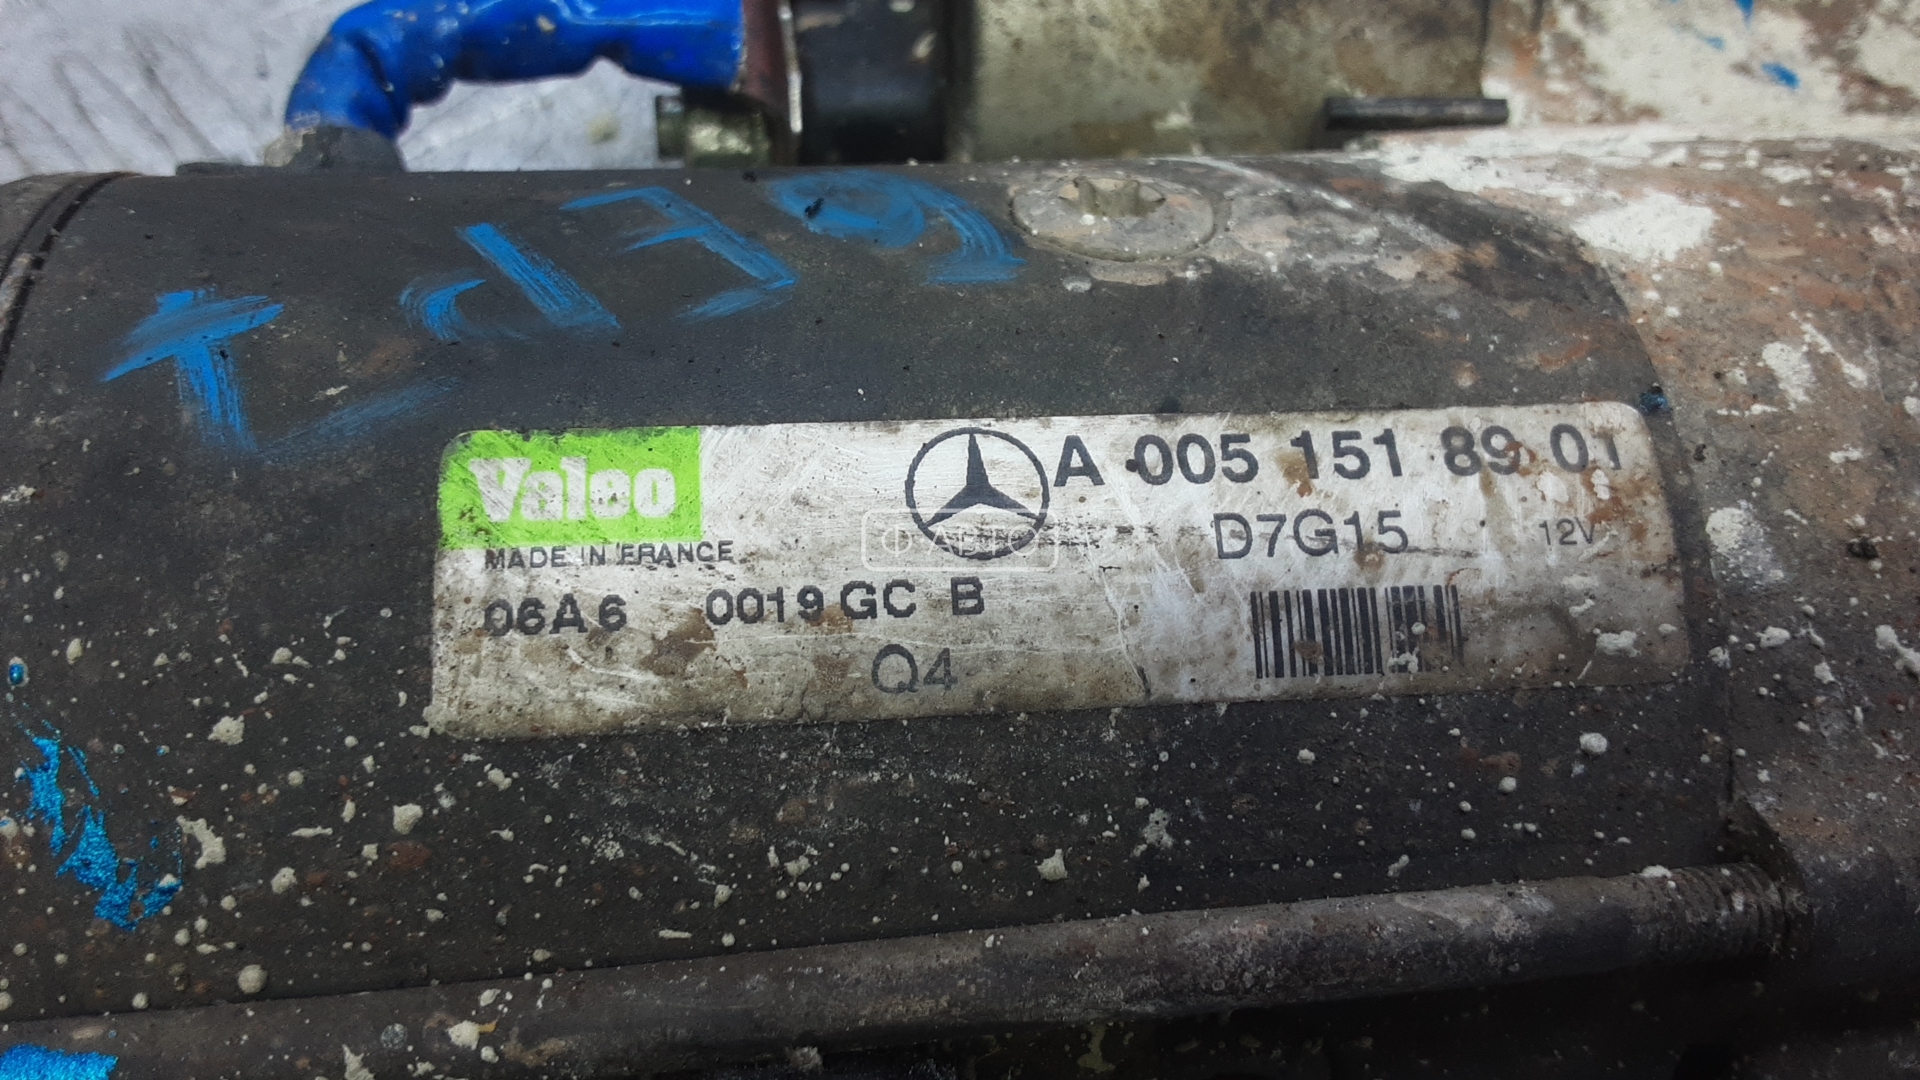 Valeo
A 005 151 89 01
MADE IN FRANCE
D7G15 12V
06A6 0019 GC B
Q4